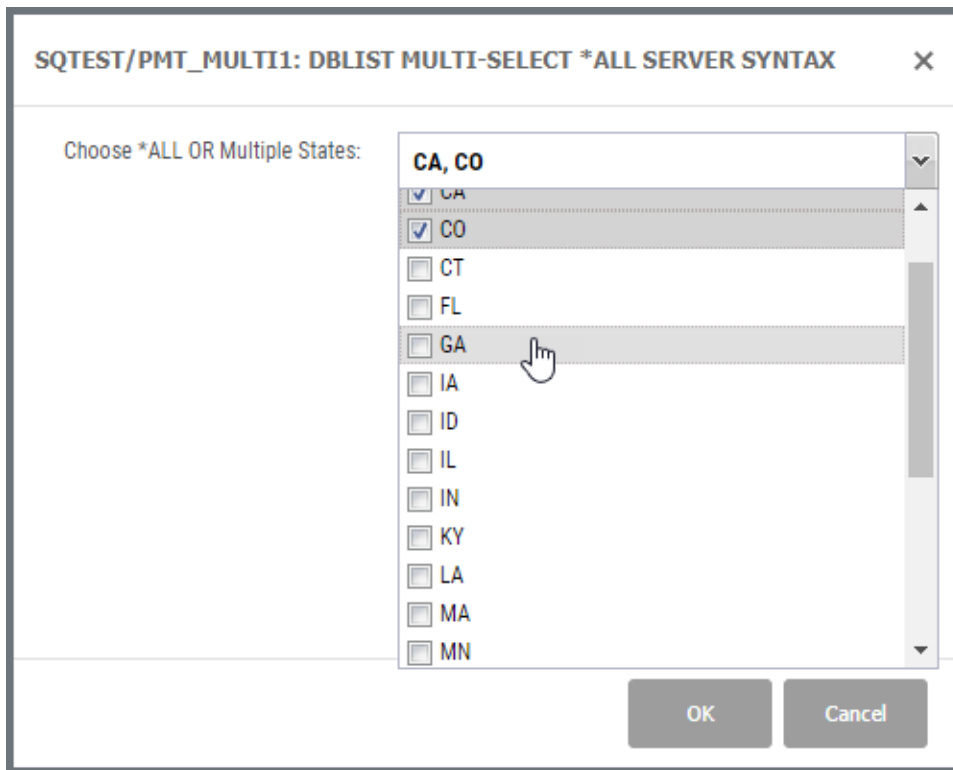 SQTEST/PMT_MULTI1: DBLIST MULTI-SELECT *ALL SERVER SYNTAX
Choose *ALL OR Multiple States:
CA, CO
CA
CO
CT
FL
GA
IA
ID
IL
IN
KY
LA
MA
MN
OK
Cancel